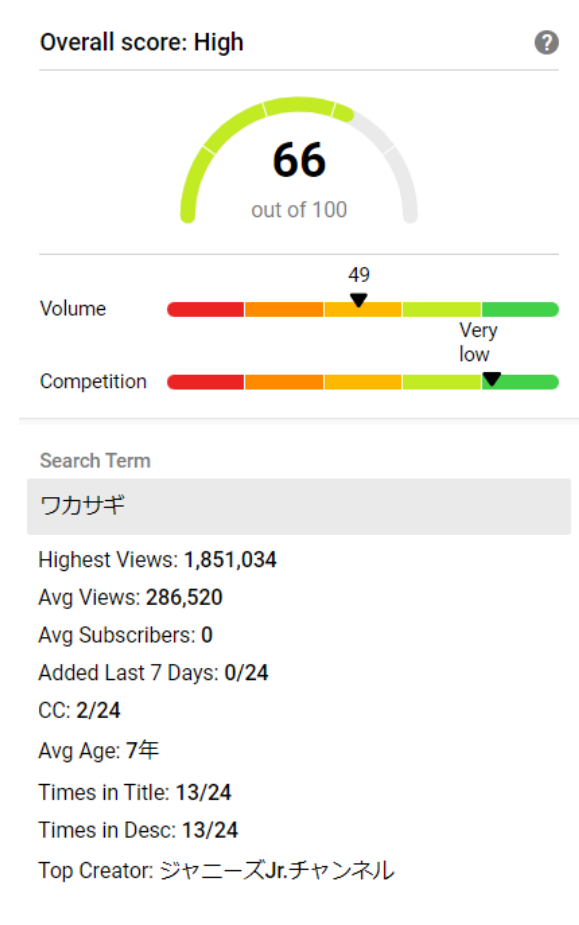 Overall score: High
?
66
out of 100
49
Volume
Very
low
Competition
Search Term
ワカサギ
Highest Views: 1,851,034
Avg Views: 286,520
Avg Subscribers: 0
Added Last 7 Days: 0/24
CC: 2/24
Avg Age: 7年
Times in Title: 13/24
Times in Desc: 13/24
Top Creator: ジャニーズJr.チャンネル